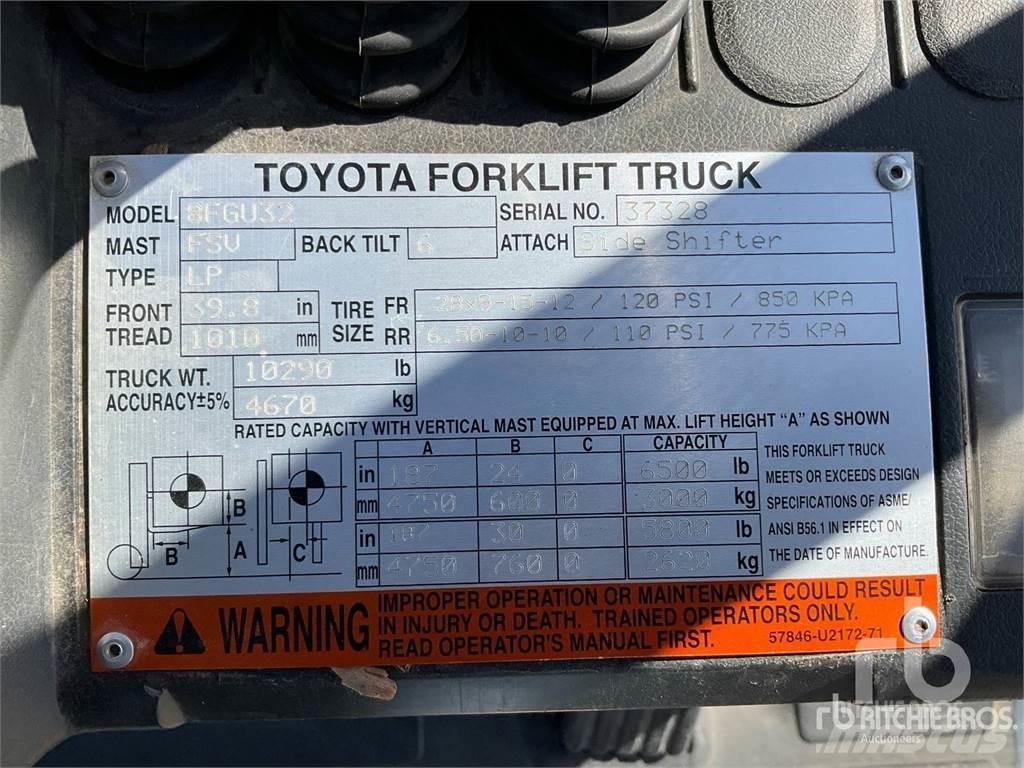 TOYOTA FORKLIFT TRUCK
MODEL 8FGU32 SERIAL NO. 37328
MAST FSV BACK TILT 6 ATTACH Side Shifter
TYPE LP
FRONT TREAD 39.8 in 1010 mm
TIRE SIZE FR 28x9-15-12 / 120 PSI / 850 KPA
RR 6.50-10-10 / 110 PSI / 775 KPA
TRUCK WT. 10290 lb
ACCURACY±5% 4670 kg
RATED CAPACITY WITH VERTICAL MAST EQUIPPED AT MAX. LIFT HEIGHT "A" AS SHOWN
A B C CAPACITY
in 187 24 0 6500 lb
mm 4750 600 0 3000 kg
in 187 30 0 5800 lb
mm 4750 760 0 2620 kg
B
B A C
THIS FORKLIFT TRUCK
MEETS OR EXCEEDS DESIGN
SPECIFICATIONS OF ASME/
ANSI B56.1 IN EFFECT ON
THE DATE OF MANUFACTURE.
WARNING
IMPROPER OPERATION OR MAINTENANCE COULD RESULT
IN INJURY OR DEATH. TRAINED OPERATORS ONLY.
READ OPERATOR'S MANUAL FIRST. 57846-U2172-71
rb
rb RITCHIE BROS.
Auctioneers
MASCUS